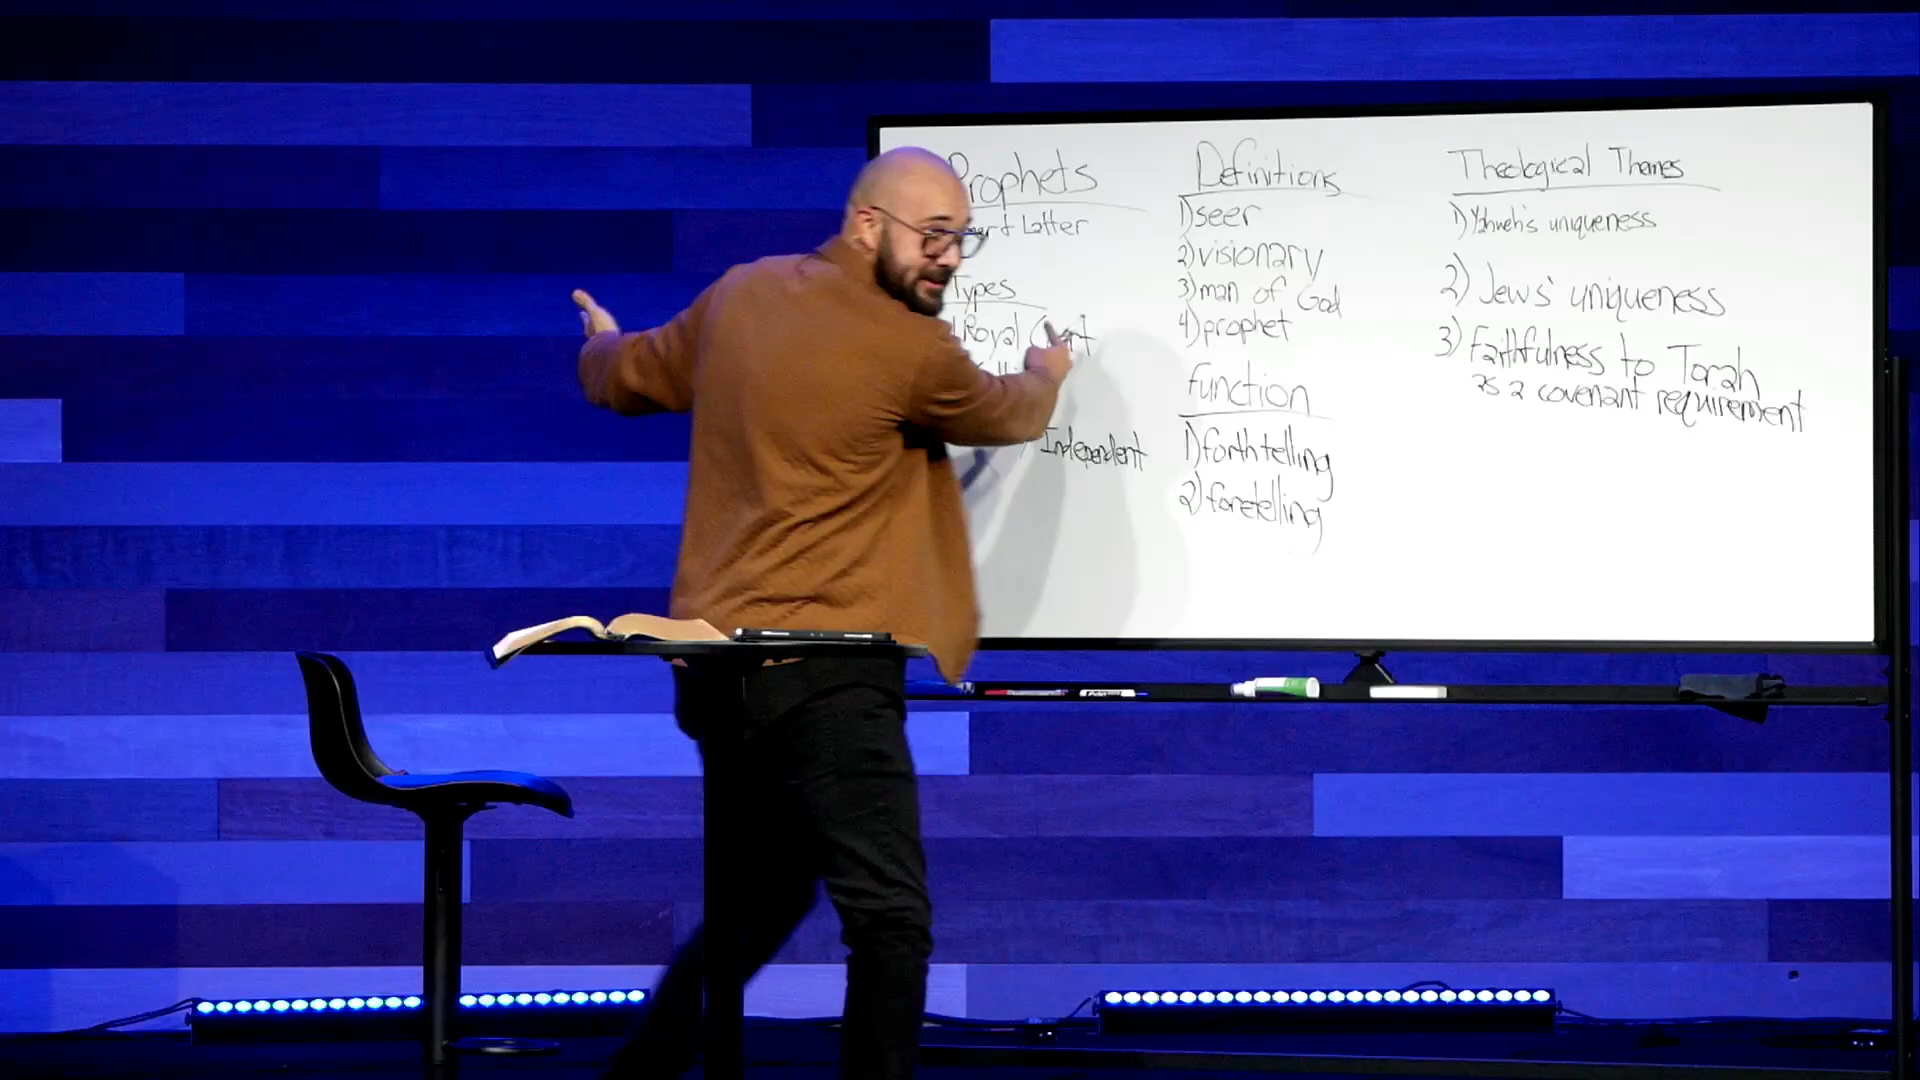 Prophets
Latter
Types
Royal Court
Independent
Definitions
1) seer
2) visionary
3) man of God
4) prophet
function
1) forthtelling
2) foretelling
Theological Themes
1) Yahweh's uniqueness
2) Jews' uniqueness
3) Faithfulness to Torah
as a covenant requirement